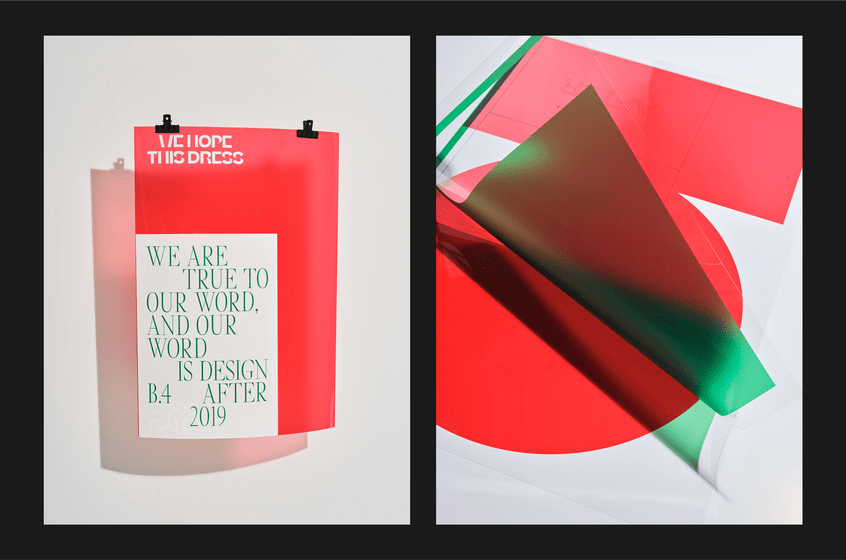 WE HOPE
THIS DRESS
WE ARE
TRUE TO
OUR WORD,
AND OUR
WORD
IS DESIGN
B.4 AFTER
2019